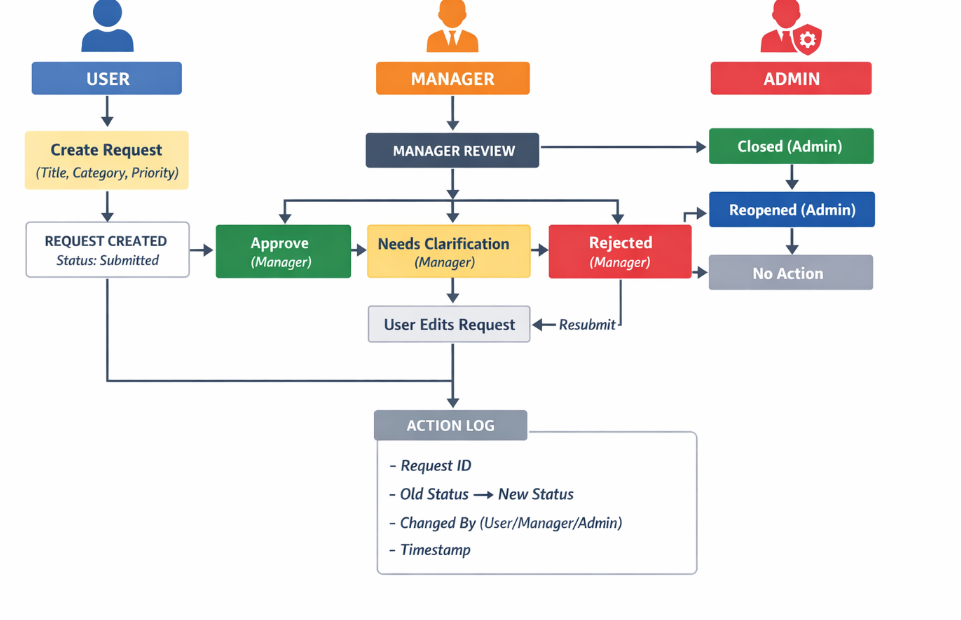 USER
MANAGER
ADMIN
Create Request
(Title, Category, Priority)
MANAGER REVIEW
Closed (Admin)
Reopened (Admin)
REQUEST CREATED
Status: Submitted
Approve
(Manager)
Needs Clarification
(Manager)
Rejected
(Manager)
No Action
User Edits Request
Resubmit
ACTION LOG
- Request ID
- Old Status → New Status
- Changed By (User/Manager/Admin)
- Timestamp